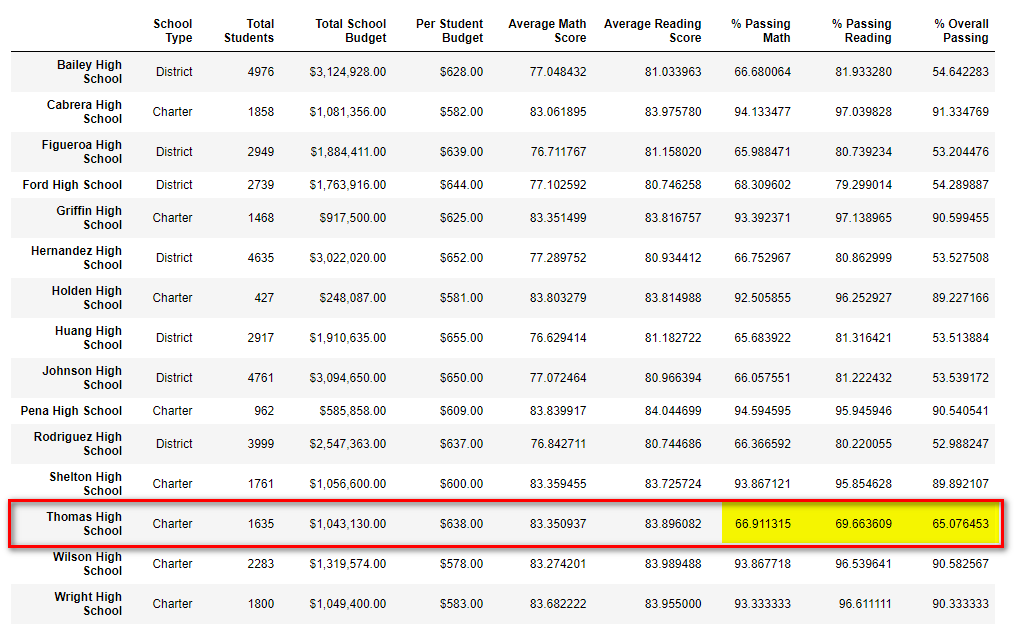 School Type Total Students Total School Budget Per Student Budget Average Math Score Average Reading Score % Passing Math % Passing Reading % Overall Passing
Bailey High School District 4976 $3,124,928.00 $628.00 77.048432 81.033963 66.680064 81.933280 54.642283
Cabrera High School Charter 1858 $1,081,356.00 $582.00 83.061895 83.975780 94.133477 97.039828 91.334769
Figueroa High School District 2949 $1,884,411.00 $639.00 76.711767 81.158020 65.988471 80.739234 53.204476
Ford High School District 2739 $1,763,916.00 $644.00 77.102592 80.746258 68.309602 79.299014 54.289887
Griffin High School Charter 1468 $917,500.00 $625.00 83.351499 83.816757 93.392371 97.138965 90.599455
Hernandez High School District 4635 $3,022,020.00 $652.00 77.289752 80.934412 66.752967 80.862999 53.527508
Holden High School Charter 427 $248,087.00 $581.00 83.803279 83.814988 92.505855 96.252927 89.227166
Huang High School District 2917 $1,910,635.00 $655.00 76.629414 81.182722 65.683922 81.316421 53.513884
Johnson High School District 4761 $3,094,650.00 $650.00 77.072464 80.966394 66.057551 81.222432 53.539172
Pena High School Charter 962 $585,858.00 $609.00 83.839917 84.044699 94.594595 95.945946 90.540541
Rodriguez High School District 3999 $2,547,363.00 $637.00 76.842711 80.744686 66.366592 80.220055 52.988247
Shelton High School Charter 1761 $1,056,600.00 $600.00 83.359455 83.725724 93.867121 95.854628 89.892107
Thomas High School Charter 1635 $1,043,130.00 $638.00 83.350937 83.896082 66.911315 69.663609 65.076453
Wilson High School Charter 2283 $1,319,574.00 $578.00 83.274201 83.989488 93.867718 96.539641 90.582567
Wright High School Charter 1800 $1,049,400.00 $583.00 83.682222 83.955000 93.333333 96.611111 90.333333